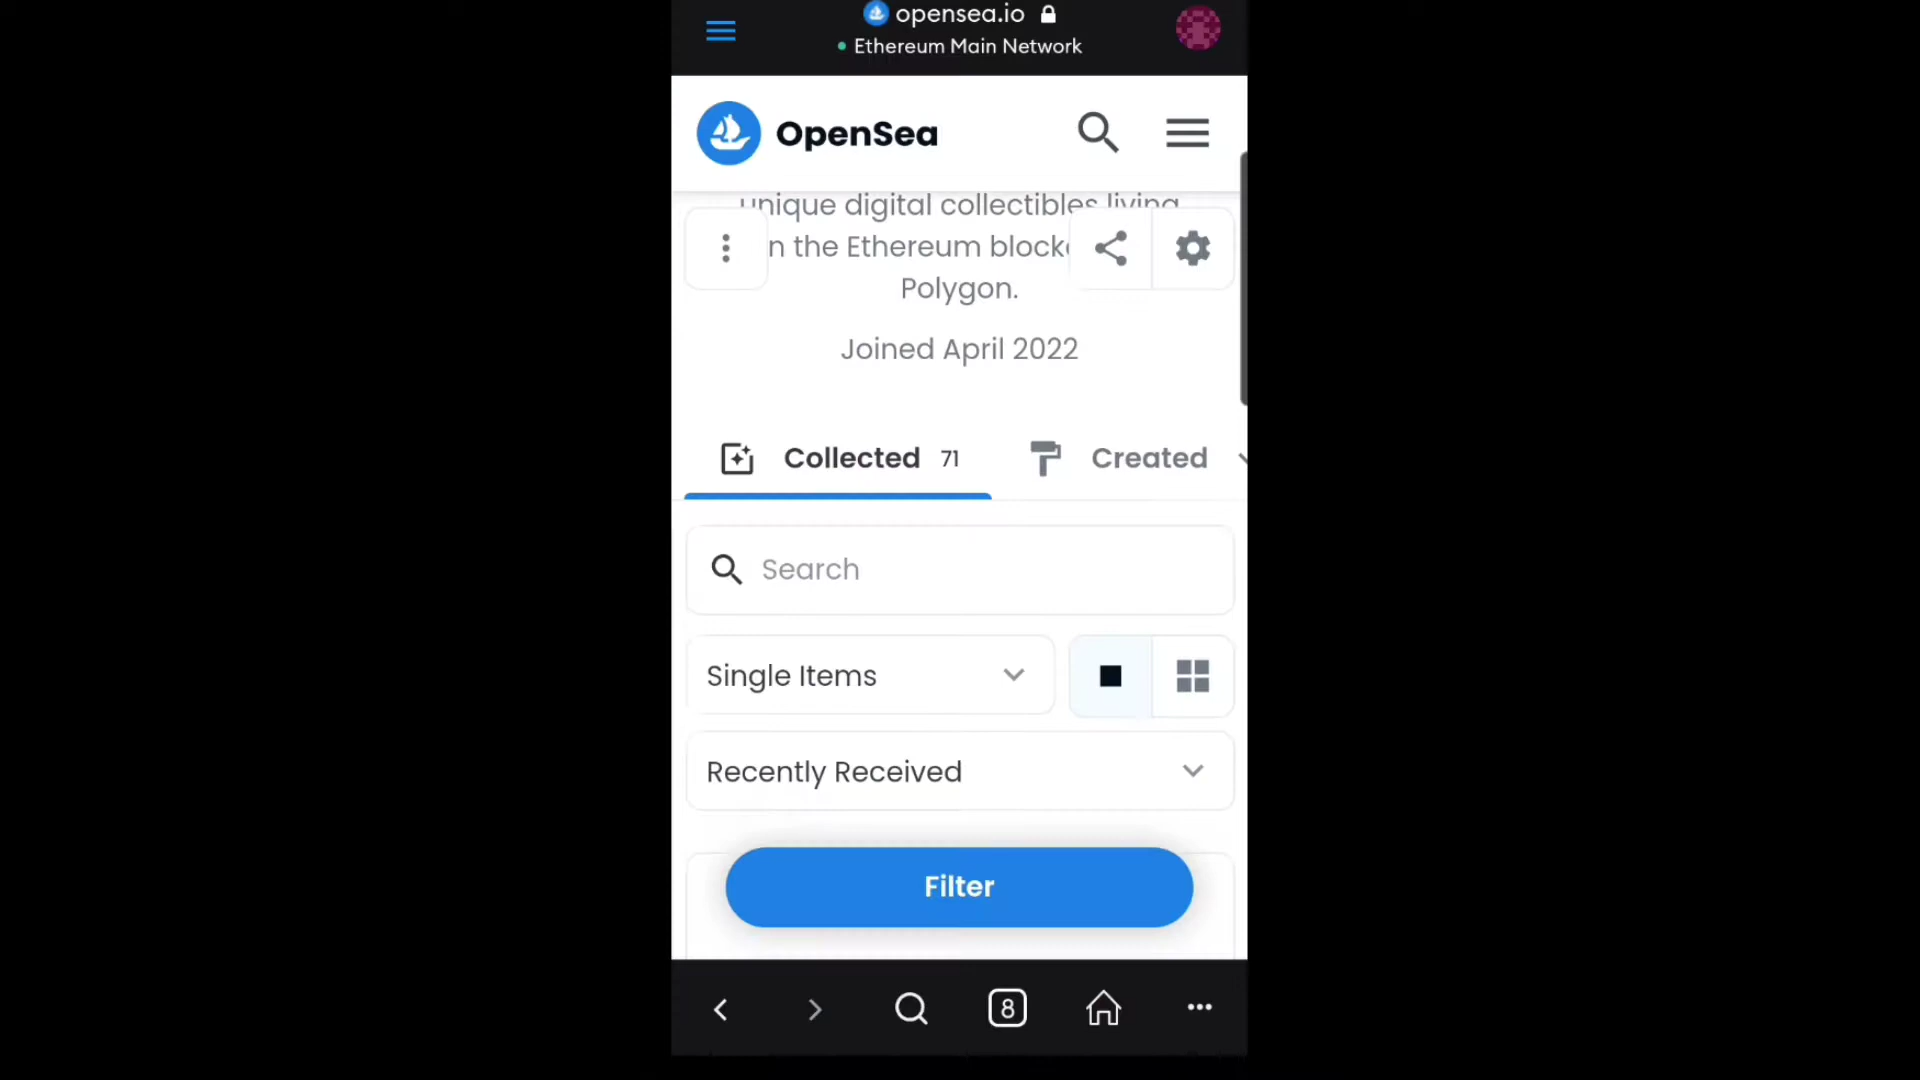 opensea.io
Ethereum Main Network
OpenSea
unique digital collectibles living
n the Ethereum
Polygon.
Joined April 2022
Collected 71
Created
Search
Single Items
Recently Received
Filter
8